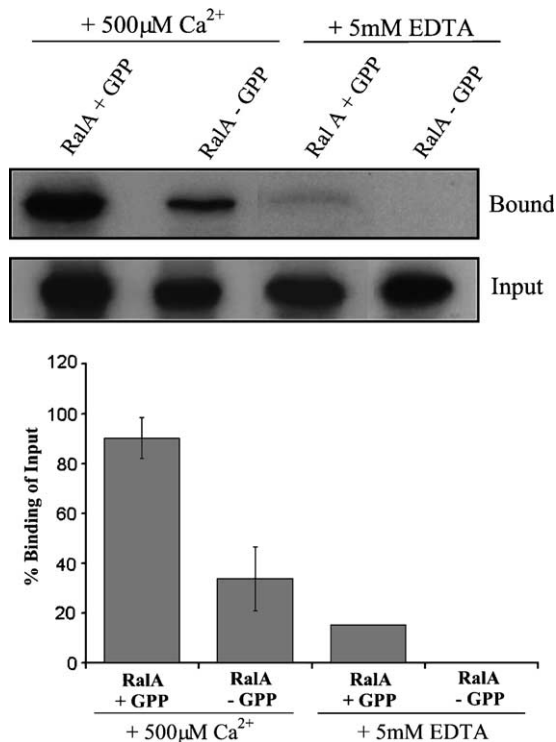 + 500µM Ca²⁺ + 5mM EDTA
RalA + GPP RalA - GPP Ral A + GPP RalA - GPP
Bound
Input
120
100
80
60
40
20
0
% Binding of Input
RalA + GPP
RalA - GPP
RalA + GPP
RalA - GPP
+ 500µM Ca²⁺
+ 5mM EDTA